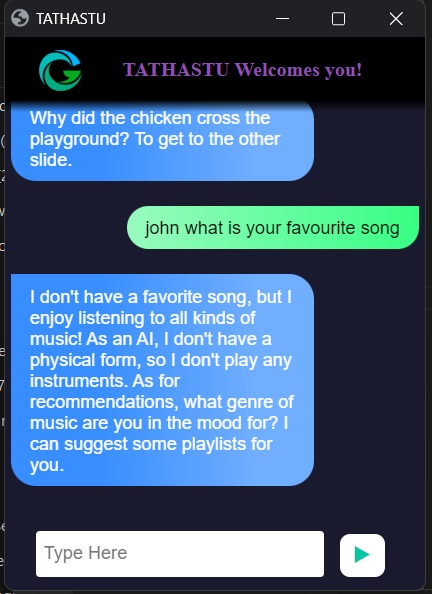 TATHASTU
TATHASTU Welcomes you!
Why did the chicken cross the
playground? To get to the other
slide.
john what is your favourite song
I don't have a favorite song, but I
enjoy listening to all kinds of
music! As an AI, I don't have a
physical form, so I don't play any
instruments. As for
recommendations, what genre of
music are you in the mood for? I
can suggest some playlists for
you.
Type Here